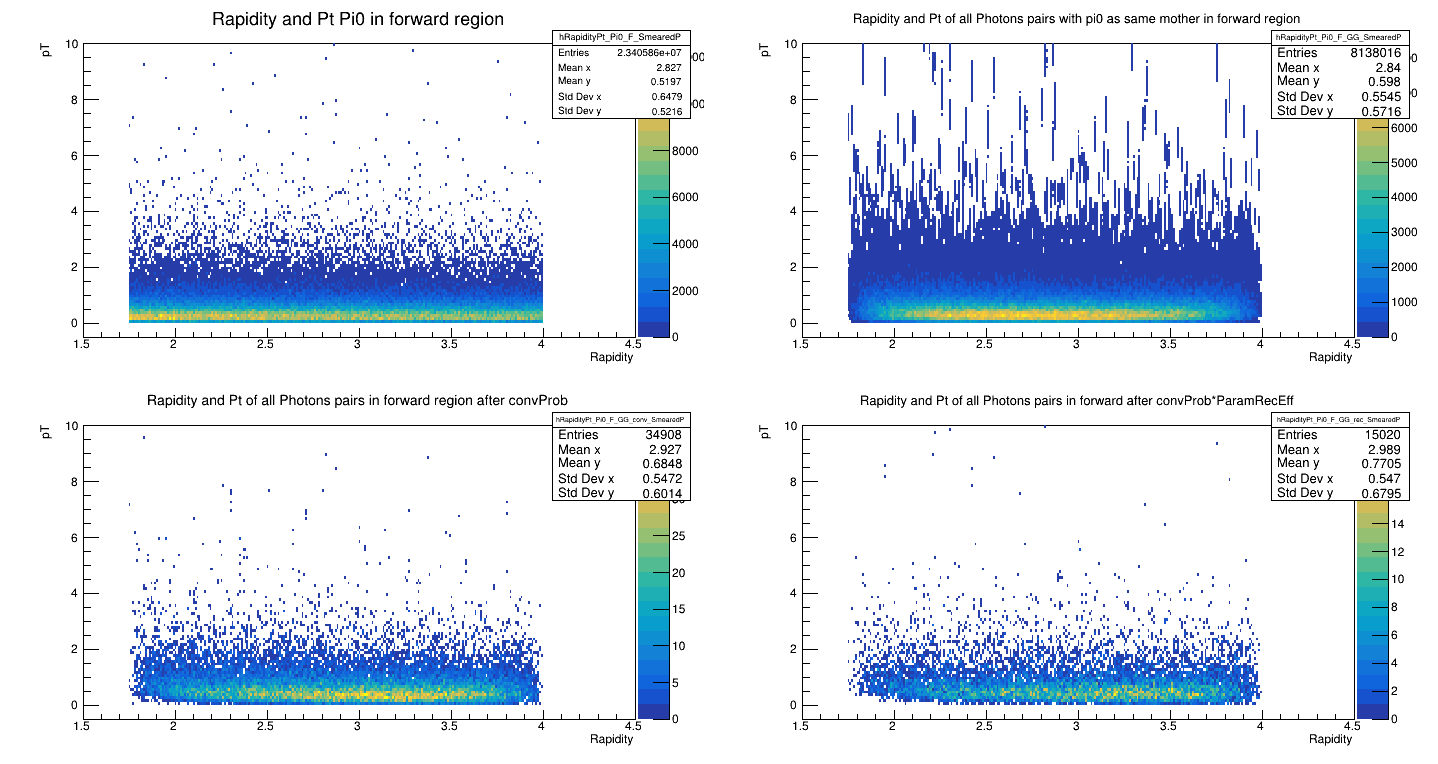 Rapidity and Pt Pi0 in forward region
pT
10
8
6
4
2
0
1.5
2
2.5
3
3.5
4
4.5
Rapidity
hRapidityPt_Pi0_F_SmearedP
Entries 2.340586e+07
Mean x 2.827
Mean y 0.5197
Std Dev x 0.6479
Std Dev y 0.5216
8000
6000
4000
2000
0
Rapidity and Pt of all Photons pairs with pi0 as same mother in forward region
pT
10
8
6
4
2
0
1.5
2
2.5
3
3.5
4
4.5
Rapidity
hRapidityPt_Pi0_F_GG_SmearedP
Entries 8138016
Mean x 2.84
Mean y 0.598
Std Dev x 0.5545
Std Dev y 0.5716
6000
5000
4000
3000
2000
1000
0
Rapidity and Pt of all Photons pairs in forward region after convProb
pT
10
8
6
4
2
0
1.5
2
2.5
3
3.5
4
4.5
Rapidity
hRapidityPt_Pi0_F_GG_conv_SmearedP
Entries 34908
Mean x 2.927
Mean y 0.6848
Std Dev x 0.5472
Std Dev y 0.6014
25
20
15
10
5
0
Rapidity and Pt of all Photons pairs in forward after convProb*ParamRecEff
pT
10
8
6
4
2
0
1.5
2
2.5
3
3.5
4
4.5
Rapidity
hRapidityPt_Pi0_F_GG_rec_SmearedP
Entries 15020
Mean x 2.989
Mean y 0.7705
Std Dev x 0.547
Std Dev y 0.6795
14
12
10
8
6
4
2
0